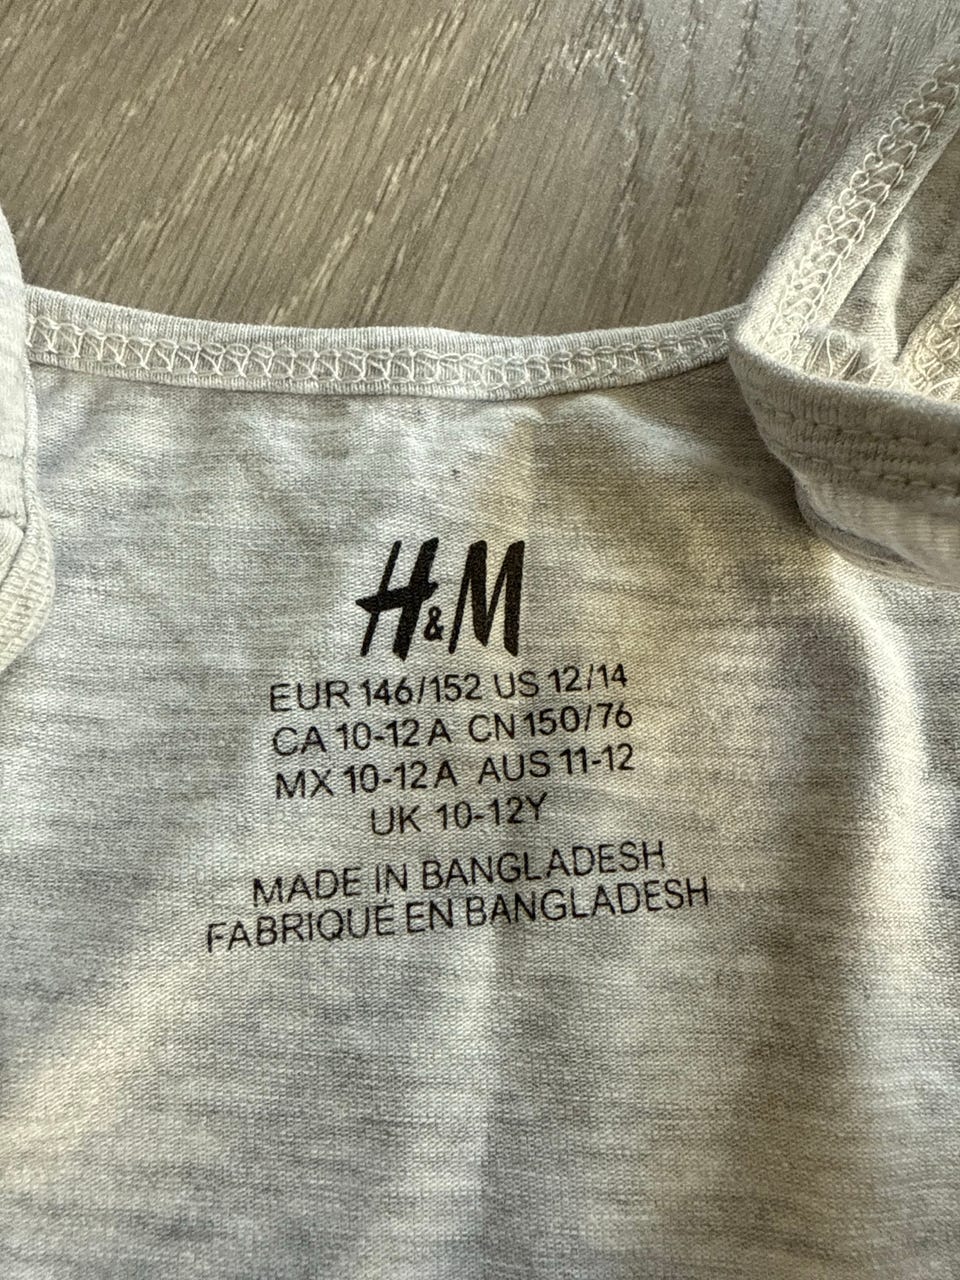 H&M
EUR 146/152 US 12/14
CA 10-12 A CN 150/76
MX 10-12 A AUS 11-12
UK 10-12Y
MADE IN BANGLADESH
FABRIQUÉ EN BANGLADESH